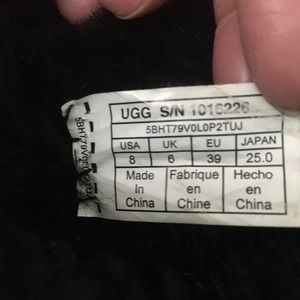 UGG S/N 1016226
5BHT79V0L0P2TUJ
USA UK EU JAPAN
8 6 39 25.0
Made Fabrique Hecho
in en en
China Chine China